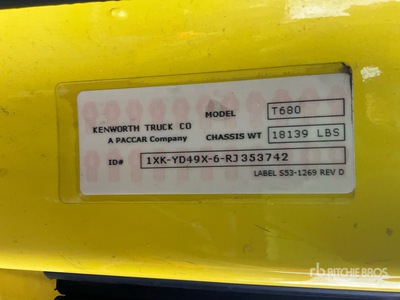 KENWORTH TRUCK CO
A PACCAR Company
MODEL T680
CHASSIS WT 18139 LBS
ID# 1XK-YD49X-6-RJ353742
LABEL S53-1269 REV D
rb RITCHIE BROS